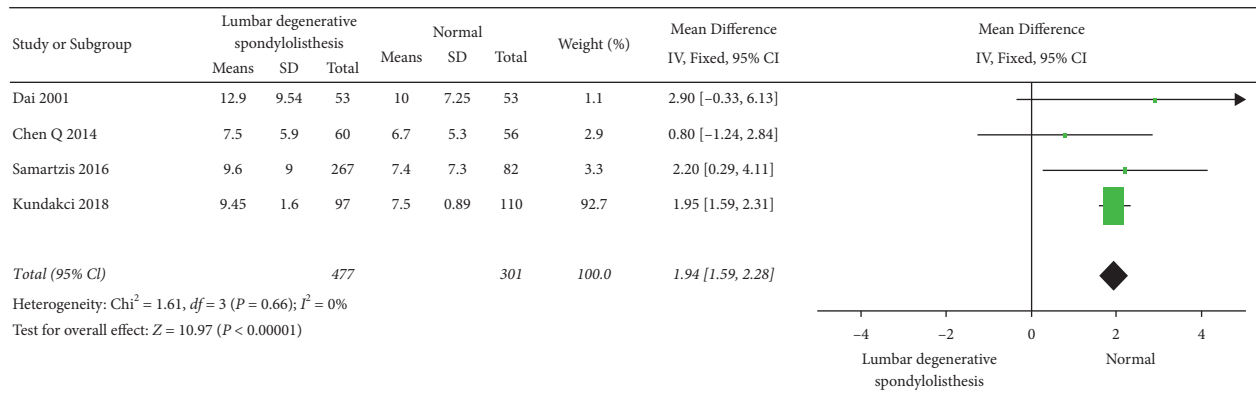 Study or Subgroup Lumbar degenerative spondylolisthesis Normal Weight (%) Mean Difference Mean Difference
Means SD Total Means SD Total IV, Fixed, 95% CI IV, Fixed, 95% CI
Dai 2001 12.9 9.54 53 10 7.25 53 1.1 2.90 [–0.33, 6.13]
Chen Q 2014 7.5 5.9 60 6.7 5.3 56 2.9 0.80 [–1.24, 2.84]
Samartzis 2016 9.6 9 267 7.4 7.3 82 3.3 2.20 [0.29, 4.11]
Kundakci 2018 9.45 1.6 97 7.5 0.89 110 92.7 1.95 [1.59, 2.31]
Total (95% Cl) 477 301 100.0 1.94 [1.59, 2.28]
Heterogeneity: Chi² = 1.61, df = 3 (P = 0.66); I² = 0%
Test for overall effect: Z = 10.97 (P < 0.00001)
–4 –2 0 2 4
Lumbar degenerative Normal
spondylolisthesis